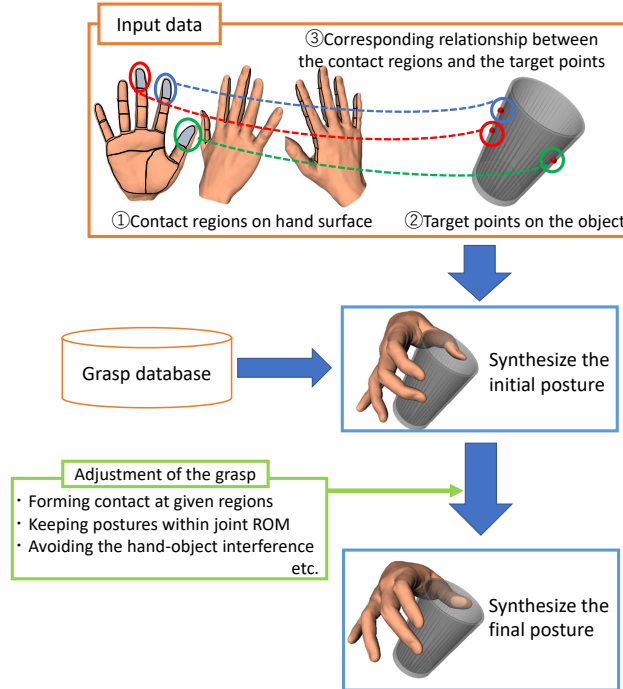 Input data
③Corresponding relationship between
the contact regions and the target points
①Contact regions on hand surface
②Target points on the object
Grasp database
Synthesize the
initial posture
Adjustment of the grasp
・ Forming contact at given regions
・ Keeping postures within joint ROM
・ Avoiding the hand-object interference
etc.
Synthesize the
final posture